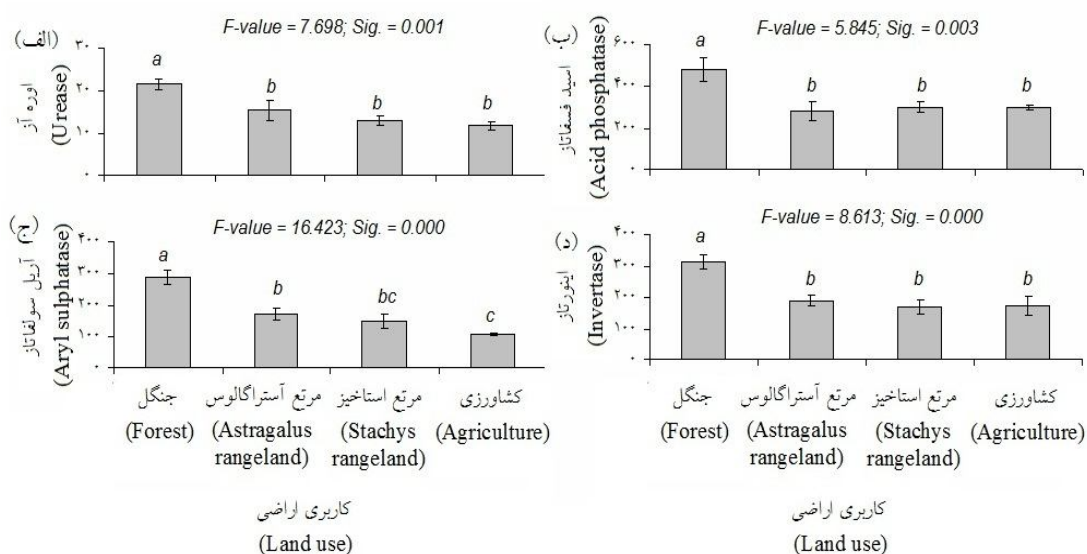 (الف)
اوره آز
(Urease)
F-value = 7.698; Sig. = 0.001
۳۰
۲۰
۱۰
۰
a
b
b
b
(ب)
اسید فسفاتاز
(Acid phosphatase)
F-value = 5.845; Sig. = 0.003
۶۰۰
۴۰۰
۲۰۰
۰
a
b
b
b
(ج)
آریل سولفاتاز
(Aryl sulphatase)
F-value = 16.423; Sig. = 0.000
۴۰۰
۳۰۰
۲۰۰
۱۰۰
۰
a
b
bc
c
جنگل
(Forest)
مرتع آستراگالوس
(Astragalus
rangeland)
مرتع استاخیز
(Stachys
rangeland)
کشاورزی
(Agriculture)
کاربری اراضی
(Land use)
(د)
اینورتاز
(Invertase)
F-value = 8.613; Sig. = 0.000
۴۰۰
۳۰۰
۲۰۰
۱۰۰
۰
a
b
b
b
جنگل
(Forest)
مرتع آستراگالوس
(Astragalus
rangeland)
مرتع استاخیز
(Stachys
rangeland)
کشاورزی
(Agriculture)
کاربری اراضی
(Land use)